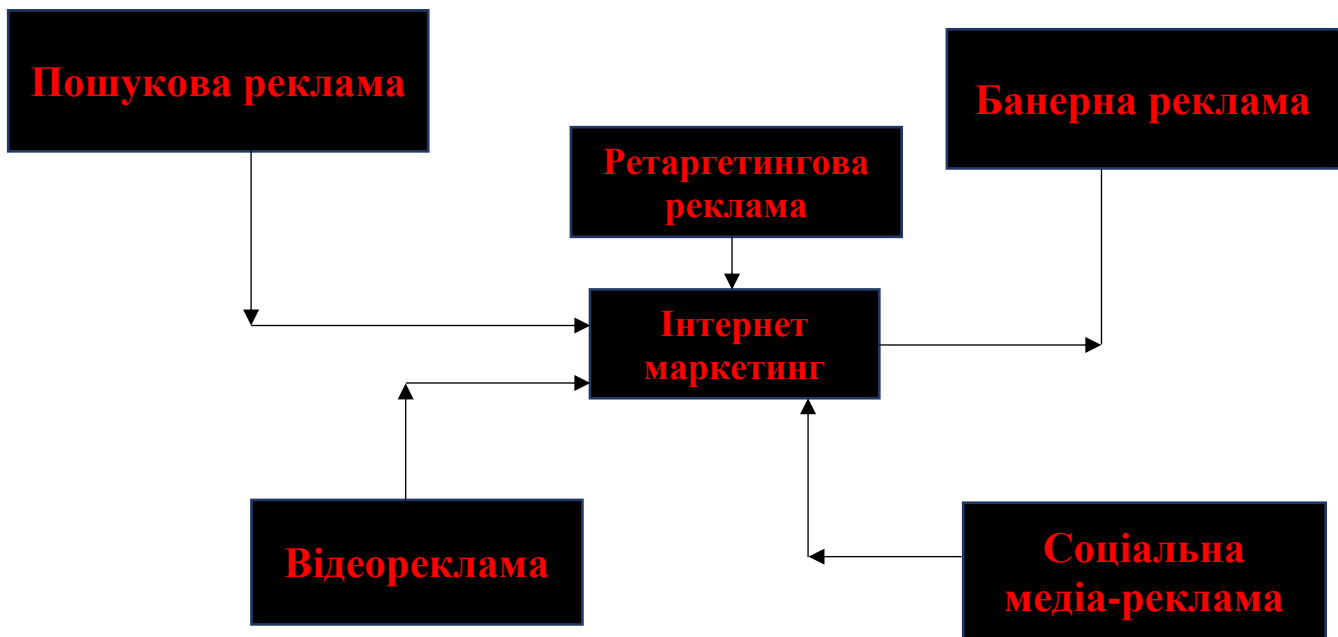 Пошукова реклама
Банерна реклама
Ретаргетингова
реклама
Інтернет
маркетинг
Відеореклама
Соціальна
медіа-реклама